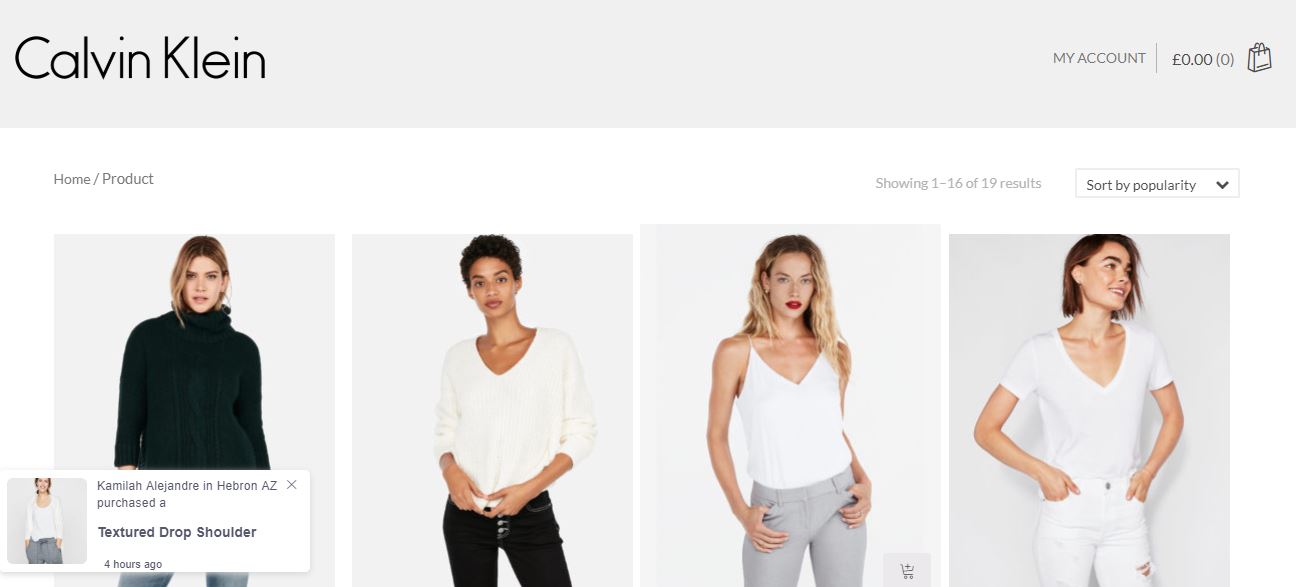 Calvin Klein
MY ACCOUNT
£0.00 (0)
Home / Product
Showing 1–16 of 19 results
Sort by popularity
Kamilah Alejandre in Hebron AZ
purchased a
Textured Drop Shoulder
4 hours ago